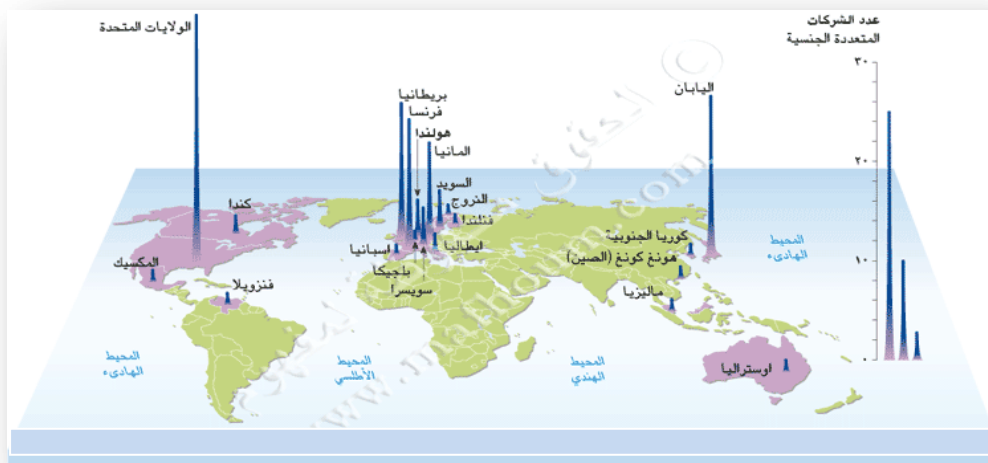 عدد الشركات
المتعددة الجنسية
٣٠
٢٠
١٠
٠
الولايات المتحدة
بريطانيا
فرنسا
هولندا
المانيا
اليابان
السويد
النروج
فنلندا
كندا
اسبانيا
ايطاليا
كوريا الجنوبية
المحيط
الهادىء
المكسيك
بلجيكا
سويسرا
هونغ كونغ (الصين)
فنزويلا
ماليزيا
المحيط
الهادىء
المحيط
الأطلسي
المحيط
الهندي
اوستراليا